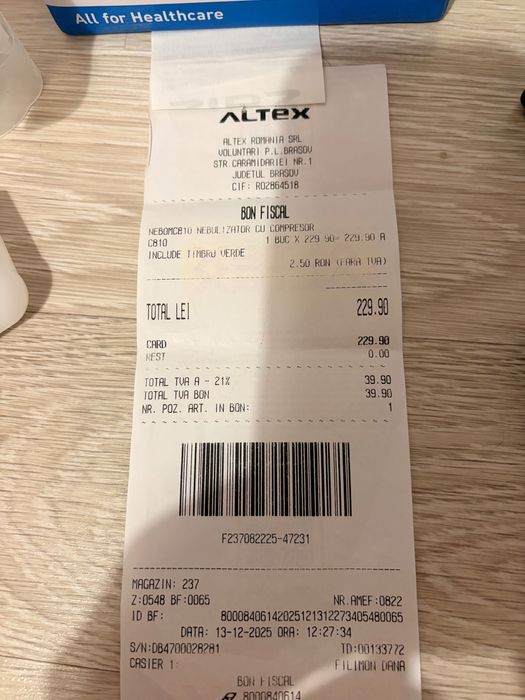 All for Healthcare
ALTEX
ALTEX ROMANIA SRL
VOLUNTARI P.L.BRASOV
STR.CARAMIDARIEI NR.1
JUDETUL BRASOV
CIF: RO2864518
BON FISCAL
NEBOMC810 NEBULIZATOR CU COMPRESOR
C810 1 BUC X 229.90= 229.90 A
INCLUDE TIMBRU VERDE
2.50 RON (FARA TVA)
TOTAL LEI 229.90
CARD 229.90
REST 0.00
TOTAL TVA A - 21% 39.90
TOTAL TVA BON 39.90
NR. POZ. ART. IN BON: 1
F237082225-47231
MAGAZIN: 237
Z:0548 BF:0065 NR.AMEF:0822
ID BF: 80008406142025121312273405480065
DATA: 13-12-2025 ORA: 12:27:34
S/N:DB4700028281 TD:00133772
CASIER 1: FILIMON OANA
BON FISCAL
8000840614